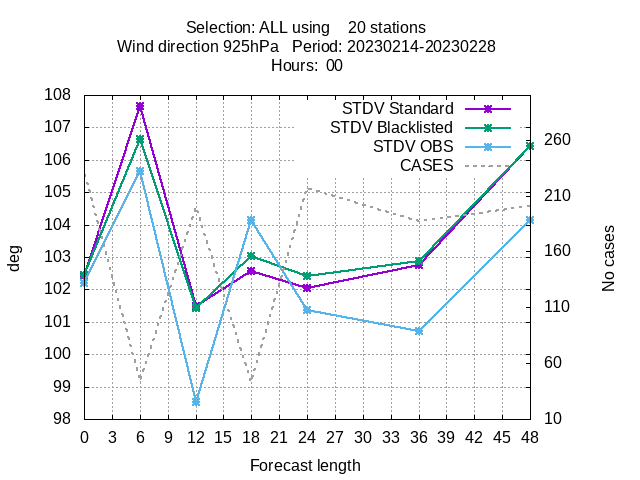 Selection: ALL using 20 stations
Wind direction 925hPa Period: 20230214-20230228
Hours: 00
108
107
106
105
104
103
102
101
100
99
98
deg
STDV Standard
STDV Blacklisted
STDV OBS
CASES
260
210
160
110
60
10
No cases
0 3 6 9 12 15 18 21 24 27 30 33 36 39 42 45 48
Forecast length